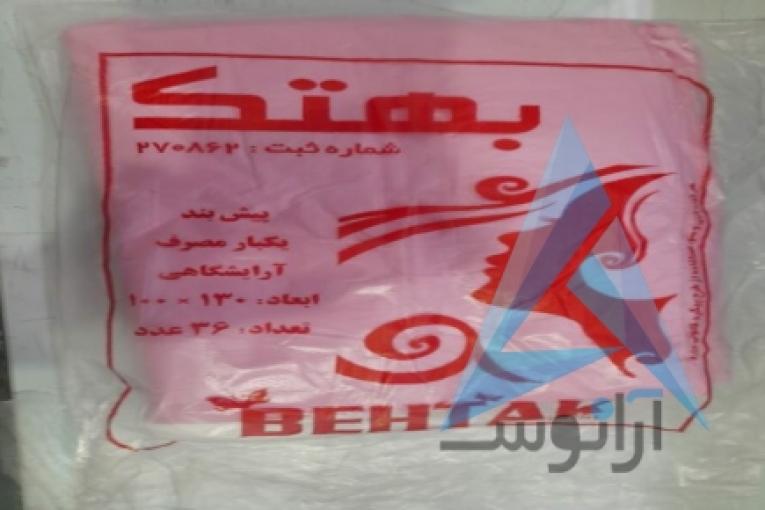 بهتک
شماره ثبت : ۲۷۰۸۶۲
پیش بند
یکبار مصرف
آرایشگاهی
ابعاد: ۱۳۰ × ۱۰۰
تعداد: ۳۶ عدد
BEHTAK
آرانوست